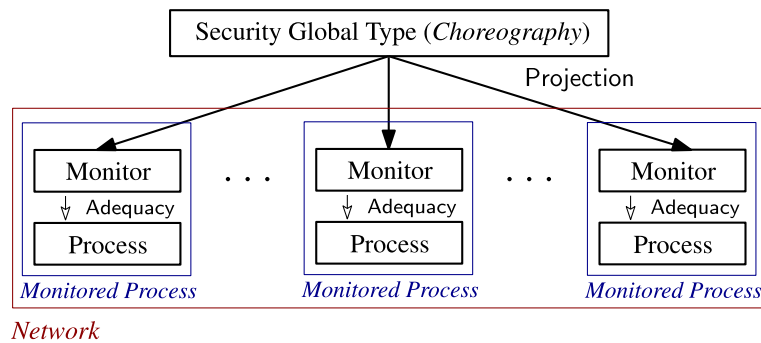 Security Global Type (Choreography)
Projection
Monitor
Adequacy
Process
Monitored Process
. . .
Monitor
Adequacy
Process
Monitored Process
. . .
Monitor
Adequacy
Process
Monitored Process
Network